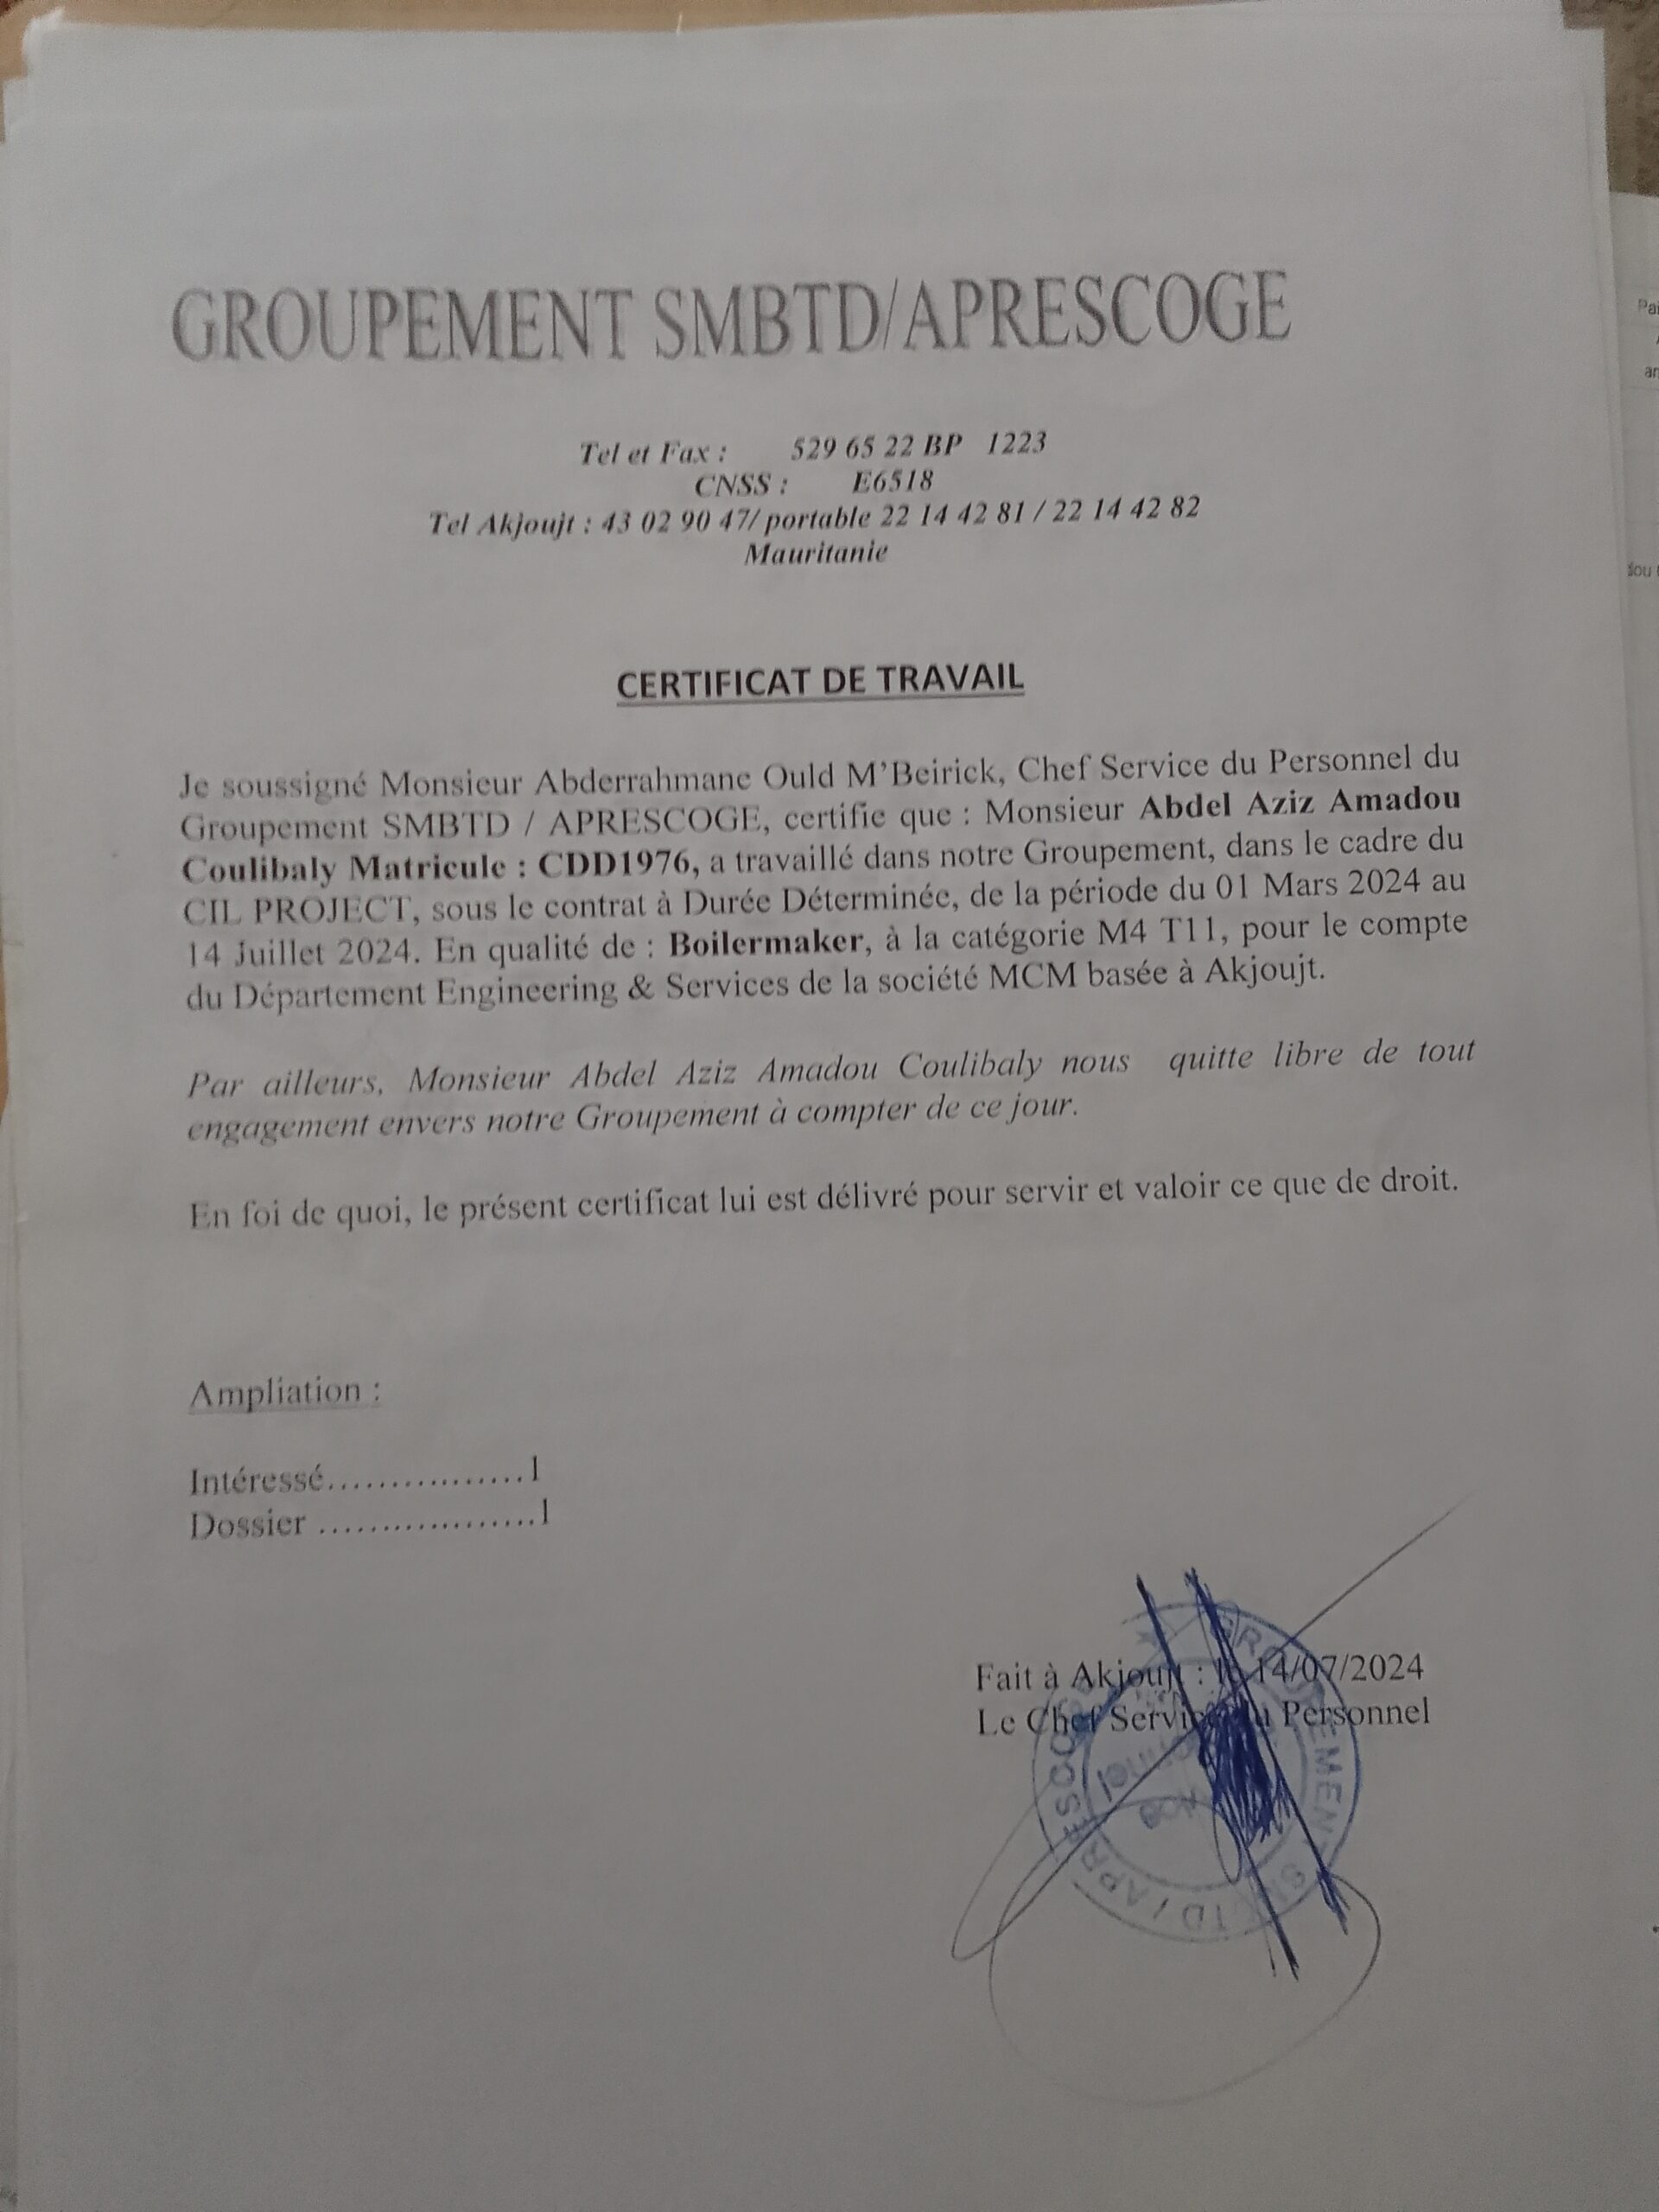 GROUPEMENT SMBTD/APRESCOGE
Tel et Fax : 529 65 22 BP 1223
CNSS : E6518
Tel Akjoujt : 43 02 90 47/ portable 22 14 42 81 / 22 14 42 82
Mauritanie
CERTIFICAT DE TRAVAIL
Je soussigné Monsieur Abderrahmane Ould M'Beirick, Chef Service du Personnel du
Groupement SMBTD / APRESCOGE, certifie que : Monsieur Abdel Aziz Amadou
Coulibaly Matricule : CDD1976, a travaillé dans notre Groupement, dans le cadre du
CIL PROJECT, sous le contrat à Durée Déterminée, de la période du 01 Mars 2024 au
14 Juillet 2024. En qualité de : Boilermaker, à la catégorie M4 T11, pour le compte
du Département Engineering & Services de la société MCM basée à Akjoujt.
Par ailleurs, Monsieur Abdel Aziz Amadou Coulibaly nous quitte libre de tout
engagement envers notre Groupement à compter de ce jour.
En foi de quoi, le présent certificat lui est délivré pour servir et valoir ce que de droit.
Ampliation :
Intéressé................1
Dossier ..................1
Fait à Akjoujt : le 14/07/2024
Le Chef Service du Personnel